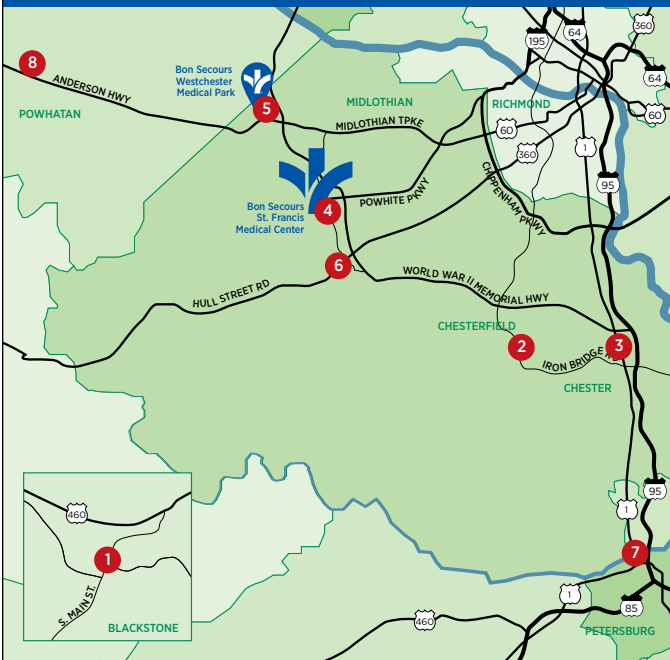 360
64
195
8
Bon Secours
Westchester
Medical Park
64
ANDERSON HWY
5
MIDLOTHIAN
RICHMOND
POWHATAN
60
MIDLOTHIAN TPKE
60
1
360
95
CHIPPENHAM PKWY
POWHITE PKWY
Bon Secours
St. Francis
Medical Center
4
6
WORLD WAR II MEMORIAL HWY
HULL STREET RD
CHESTERFIELD
2
3
IRON BRIDGE
CHESTER
95
460
1
1
7
S. MAIN ST.
1
85
460
BLACKSTONE
PETERSBURG